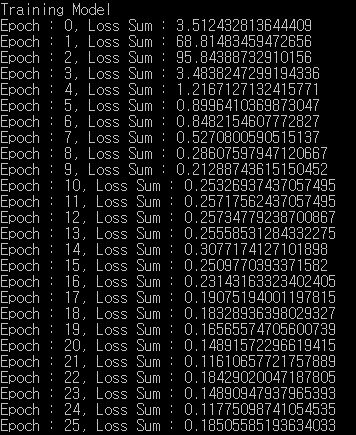 Training Model
Epoch : 0, Loss Sum : 3.512432813644409
Epoch : 1, Loss Sum : 68.81483459472656
Epoch : 2, Loss Sum : 95.84388732910156
Epoch : 3, Loss Sum : 3.4838247299194336
Epoch : 4, Loss Sum : 1.2167127132415771
Epoch : 5, Loss Sum : 0.8996410369873047
Epoch : 6, Loss Sum : 0.8482154607772827
Epoch : 7, Loss Sum : 0.5270800590515137
Epoch : 8, Loss Sum : 0.28607597947120667
Epoch : 9, Loss Sum : 0.21288743615150452
Epoch : 10, Loss Sum : 0.25326937437057495
Epoch : 11, Loss Sum : 0.25717562437057495
Epoch : 12, Loss Sum : 0.25734779238700867
Epoch : 13, Loss Sum : 0.25558531284332275
Epoch : 14, Loss Sum : 0.3077174127101898
Epoch : 15, Loss Sum : 0.2509770393371582
Epoch : 16, Loss Sum : 0.23143163323402405
Epoch : 17, Loss Sum : 0.19075194001197815
Epoch : 18, Loss Sum : 0.18328936398029327
Epoch : 19, Loss Sum : 0.16565574705600739
Epoch : 20, Loss Sum : 0.14891572296619415
Epoch : 21, Loss Sum : 0.11610657721757889
Epoch : 22, Loss Sum : 0.18429020047187805
Epoch : 23, Loss Sum : 0.14890947937965393
Epoch : 24, Loss Sum : 0.11775098741054535
Epoch : 25, Loss Sum : 0.18505585193634033